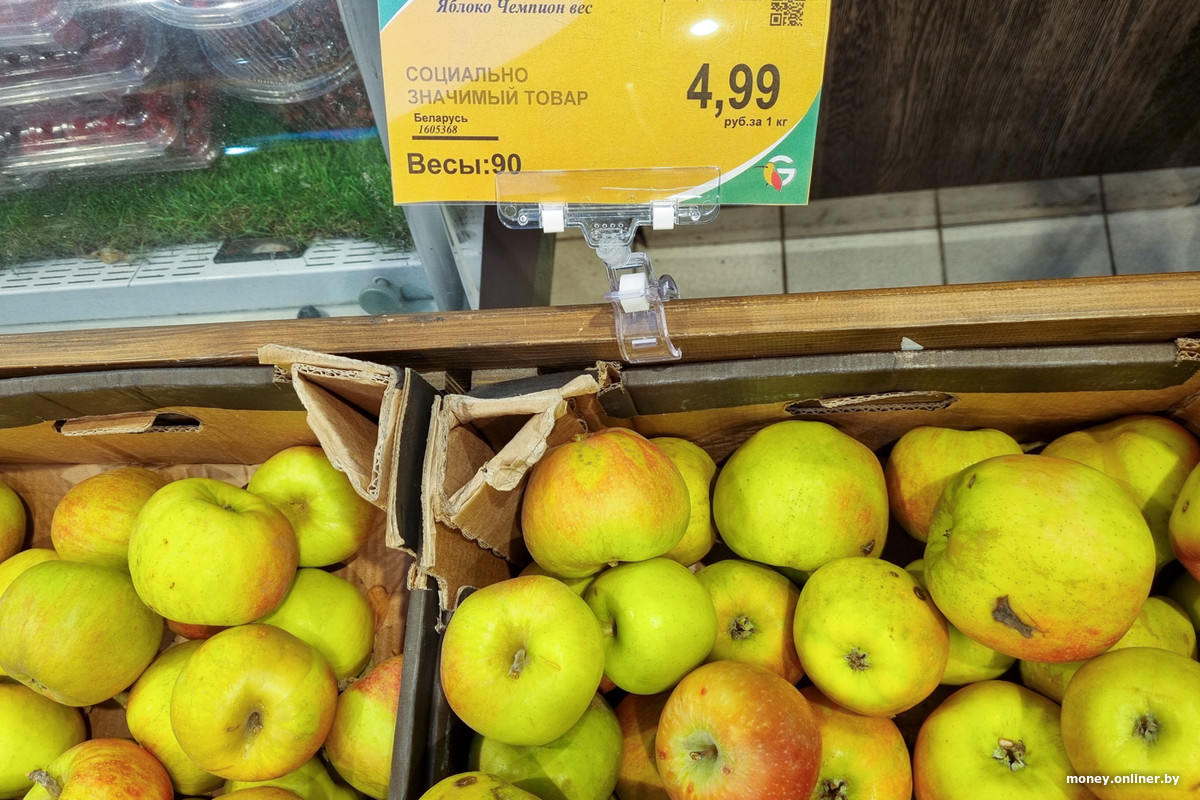 Яблоко Чемпион вес
СОЦИАЛЬНО
ЗНАЧИМЫЙ ТОВАР
4,99
руб.за 1 кг
Беларусь
1605368
Весы:90
G
money.onliner.by